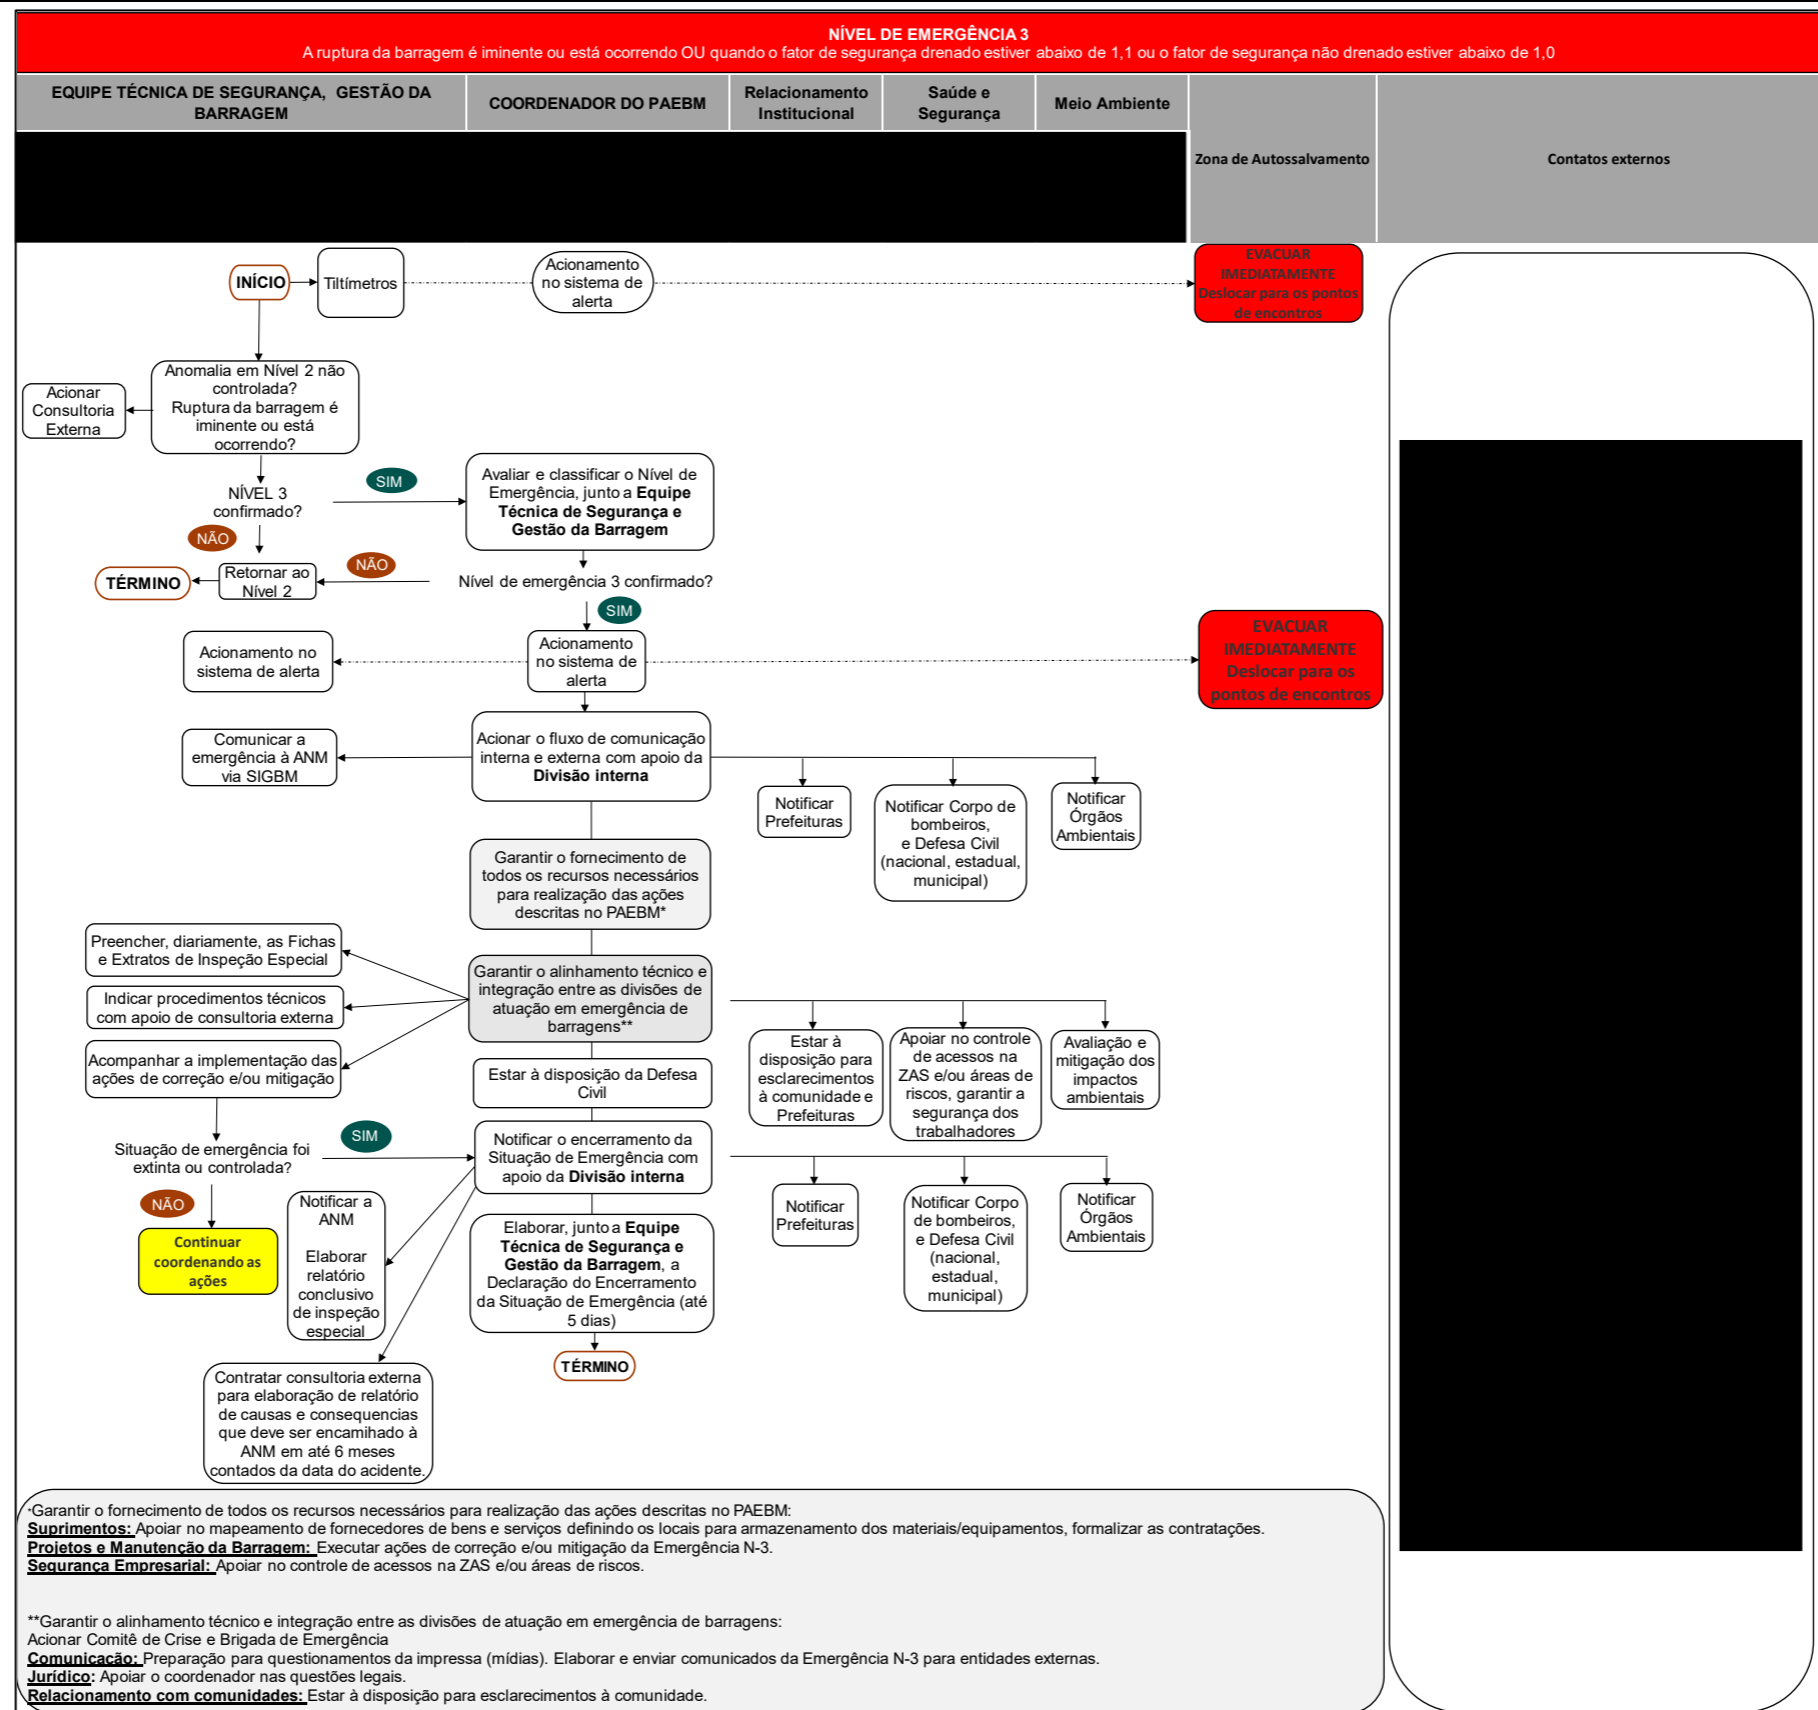 NÍVEL DE EMERGÊNCIA 3
A ruptura da barragem é iminente ou está ocorrendo OU quando o fator de segurança drenado estiver abaixo de 1,1 ou o fator de segurança não drenado estiver abaixo de 1,0
EQUIPE TÉCNICA DE SEGURANÇA, GESTÃO DA
BARRAGEM
COORDENADOR DO PAEBM
Relacionamento
Institucional
Saúde e
Segurança
Meio Ambiente
Zona de Autossalvamento
Contatos externos
INÍCIO
Tiltímetros
Acionamento
no sistema de
alerta
EVACUAR
IMEDIATAMENTE
Deslocar para os pontos
de encontros
Anomalia em Nível 2 não
controlada?
Ruptura da barragem é
iminente ou está
ocorrendo?
Acionar
Consultoria
Externa
NÍVEL 3
confirmado?
SIM
Avaliar e classificar o Nível de
Emergência, junto a Equipe
Técnica de Segurança e
Gestão da Barragem
NÃO
TÉRMINO
Retornar ao
Nível 2
NÃO
Nível de emergência 3 confirmado?
SIM
Acionamento no
sistema de alerta
Acionamento
no sistema de
alerta
EVACUAR
IMEDIATAMENTE
Deslocar para os
pontos de encontros
Comunicar a
emergência à ANM
via SIGBM
Acionar o fluxo de comunicação
interna e externa com apoio da
Divisão interna
Notificar
Prefeituras
Notificar Corpo de
bombeiros,
e Defesa Civil
(nacional, estadual,
municipal)
Notificar
Órgãos
Ambientais
Garantir o fornecimento de
todos os recursos necessários
para realização das ações
descritas no PAEBM*
Preencher, diariamente, as Fichas
e Extratos de Inspeção Especial
Indicar procedimentos técnicos
com apoio de consultoria externa
Acompanhar a implementação das
ações de correção e/ou mitigação
Garantir o alinhamento técnico e
integração entre as divisões de
atuação em emergência de
barragens**
Estar à
disposição para
esclarecimentos
à comunidade e
Prefeituras
Apoiar no controle
de acessos na
ZAS e/ou áreas de
riscos, garantir a
segurança dos
trabalhadores
Avaliação e
mitigação dos
impactos
ambientais
Estar à disposição da Defesa
Civil
Situação de emergência foi
extinta ou controlada?
SIM
Notificar o encerramento da
Situação de Emergência com
apoio da Divisão interna
NÃO
Continuar
coordenando as
ações
Notificar a
ANM
Elaborar
relatório
conclusivo
de inspeção
especial
Elaborar, junto a Equipe
Técnica de Segurança e
Gestão da Barragem, a
Declaração do Encerramento
da Situação de Emergência (até
5 dias)
Notificar
Prefeituras
Notificar Corpo
de bombeiros,
e Defesa Civil
(nacional,
estadual,
municipal)
Notificar
Órgãos
Ambientais
TÉRMINO
Contratar consultoria externa
para elaboração de relatório
de causas e consequencias
que deve ser encamihado à
ANM em até 6 meses
contados da data do acidente.
*Garantir o fornecimento de todos os recursos necessários para realização das ações descritas no PAEBM:
Suprimentos: Apoiar no mapeamento de fornecedores de bens e serviços definindo os locais para armazenamento dos materiais/equipamentos, formalizar as contratações.
Projetos e Manutenção da Barragem: Executar ações de correção e/ou mitigação da Emergência N-3.
Segurança Empresarial: Apoiar no controle de acessos na ZAS e/ou áreas de riscos.
**Garantir o alinhamento técnico e integração entre as divisões de atuação em emergência de barragens:
Acionar Comitê de Crise e Brigada de Emergência
Comunicação: Preparação para questionamentos da impressa (mídias). Elaborar e enviar comunicados da Emergência N-3 para entidades externas.
Jurídico: Apoiar o coordenador nas questões legais.
Relacionamento com comunidades: Estar à disposição para esclarecimentos à comunidade.